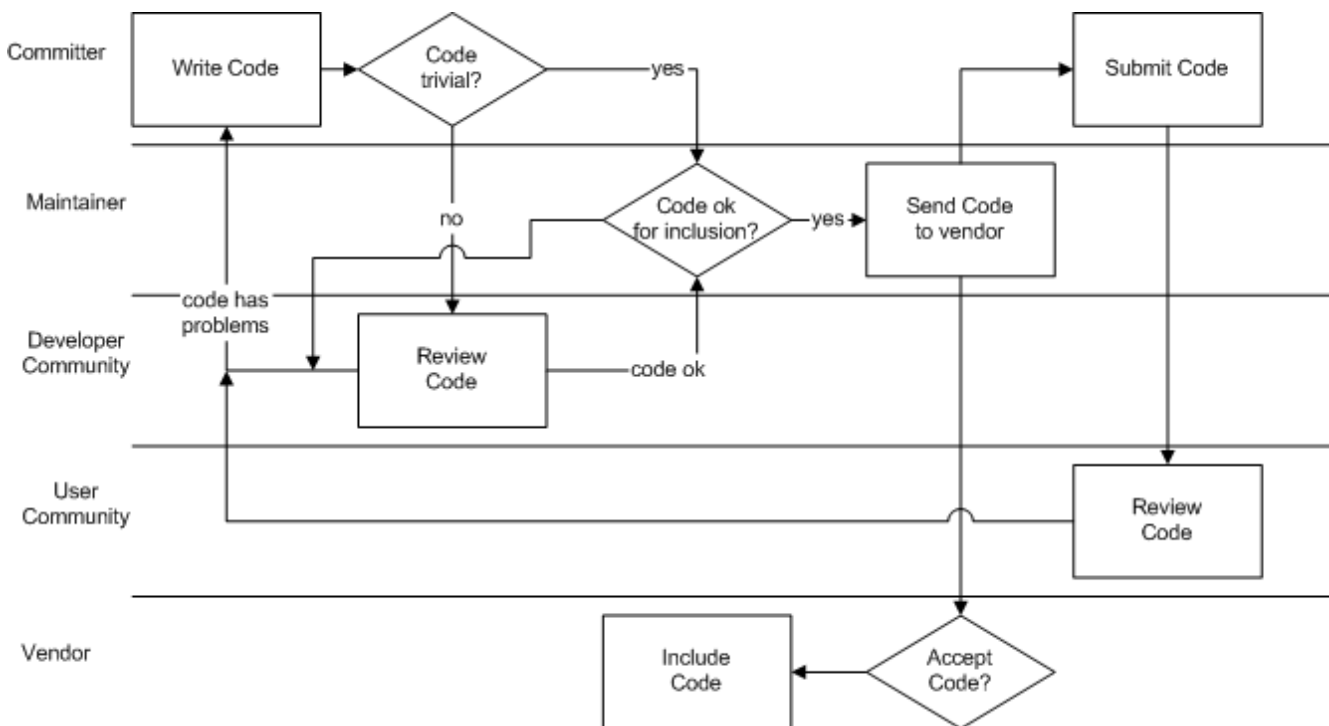 Committer
Write Code
Code
trivial?
yes
Submit Code
Maintainer
no
Code ok
for inclusion?
yes
Send Code
to vendor
code has
problems
Developer
Community
Review
Code
code ok
User
Community
Review
Code
Vendor
Include
Code
Accept
Code?